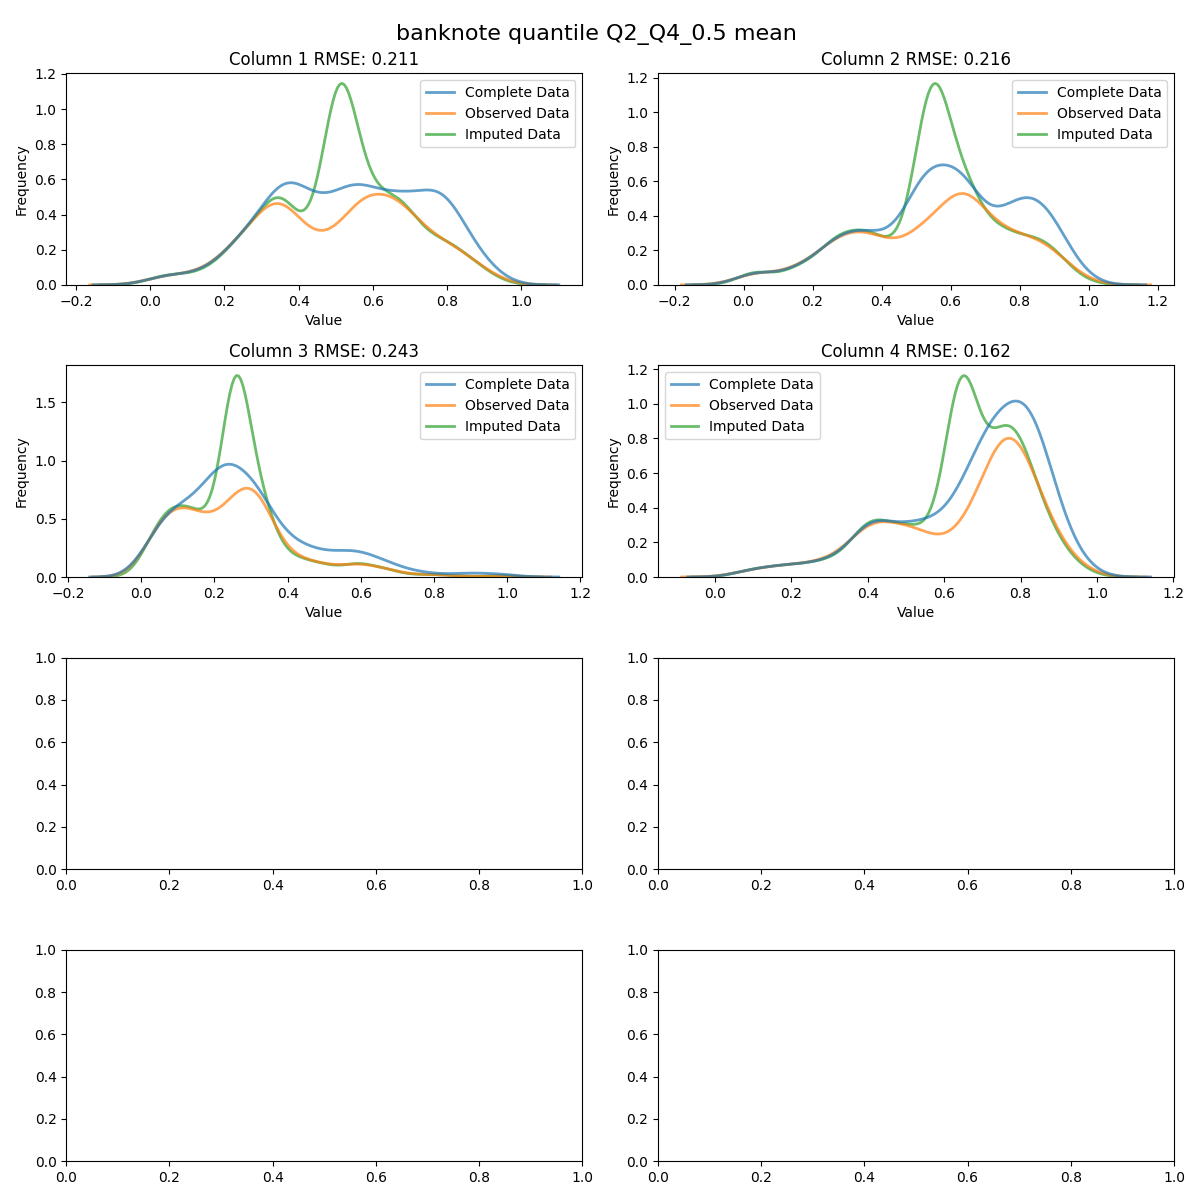 banknote quantile Q2_Q4_0.5 mean
Column 1 RMSE: 0.211
Frequency
0.0
0.2
0.4
0.6
0.8
1.0
1.2
Complete Data
Observed Data
Imputed Data
−0.2 0.0 0.2 0.4 0.6 0.8 1.0
Value
Column 2 RMSE: 0.216
Frequency
0.0
0.2
0.4
0.6
0.8
1.0
1.2
Complete Data
Observed Data
Imputed Data
−0.2 0.0 0.2 0.4 0.6 0.8 1.0 1.2
Value
Column 3 RMSE: 0.243
Frequency
0.0
0.5
1.0
1.5
Complete Data
Observed Data
Imputed Data
−0.2 0.0 0.2 0.4 0.6 0.8 1.0 1.2
Value
Column 4 RMSE: 0.162
Frequency
0.0
0.2
0.4
0.6
0.8
1.0
1.2
Complete Data
Observed Data
Imputed Data
0.0 0.2 0.4 0.6 0.8 1.0 1.2
Value
1.0
0.8
0.6
0.4
0.2
0.0
0.0 0.2 0.4 0.6 0.8 1.0
1.0
0.8
0.6
0.4
0.2
0.0
0.0 0.2 0.4 0.6 0.8 1.0
1.0
0.8
0.6
0.4
0.2
0.0
0.0 0.2 0.4 0.6 0.8 1.0
1.0
0.8
0.6
0.4
0.2
0.0
0.0 0.2 0.4 0.6 0.8 1.0